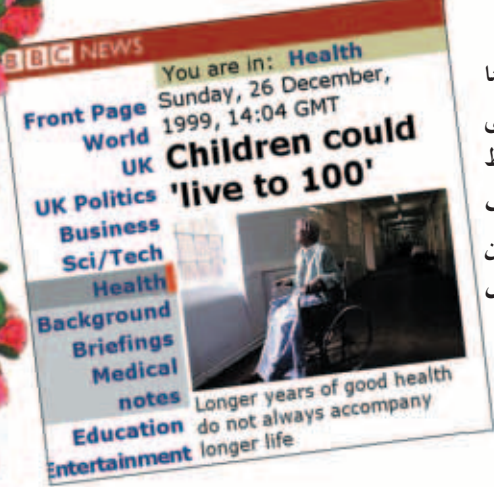 BBC NEWS
You are in: Health
Sunday, 26 December,
1999, 14:04 GMT
Children could
'live to 100'
Front Page
World
UK
UK Politics
Business
Sci/Tech
Health
Background
Briefings
Medical
notes
Education
Entertainment
Longer years of good health
do not always accompany
longer life